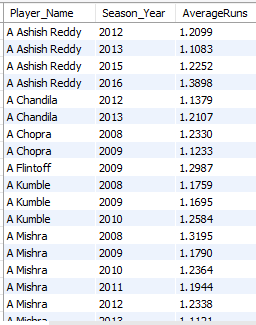 Player_Name Season_Year AverageRuns
A Ashish Reddy 2012 1.2099
A Ashish Reddy 2013 1.1083
A Ashish Reddy 2015 1.2252
A Ashish Reddy 2016 1.3898
A Chandila 2012 1.1379
A Chandila 2013 1.2107
A Chopra 2008 1.2330
A Chopra 2009 1.1233
A Flintoff 2009 1.2987
A Kumble 2008 1.1759
A Kumble 2009 1.1695
A Kumble 2010 1.2584
A Mishra 2008 1.3195
A Mishra 2009 1.1790
A Mishra 2010 1.2364
A Mishra 2011 1.1944
A Mishra 2012 1.2338
A Mishra 2013